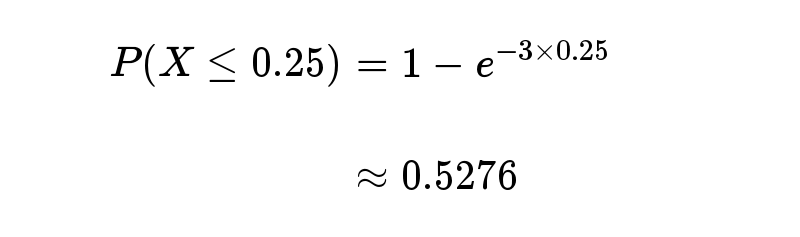 P(X ≤ 0.25) = 1 − e^{−3×0.25}
≈ 0.5276